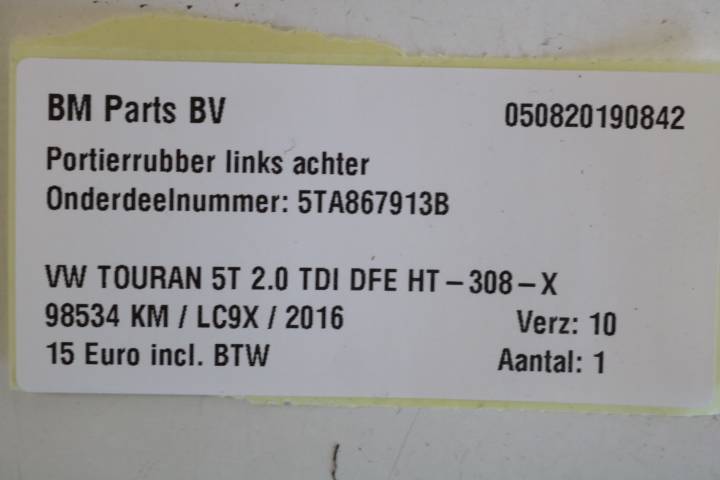 BM Parts BV 050820190842
Portierrubber links achter
Onderdeelnummer: 5TA867913B
VW TOURAN 5T 2.0 TDI DFE HT-308-X
98534 KM / LC9X / 2016 Verz: 10
15 Euro incl. BTW Aantal: 1